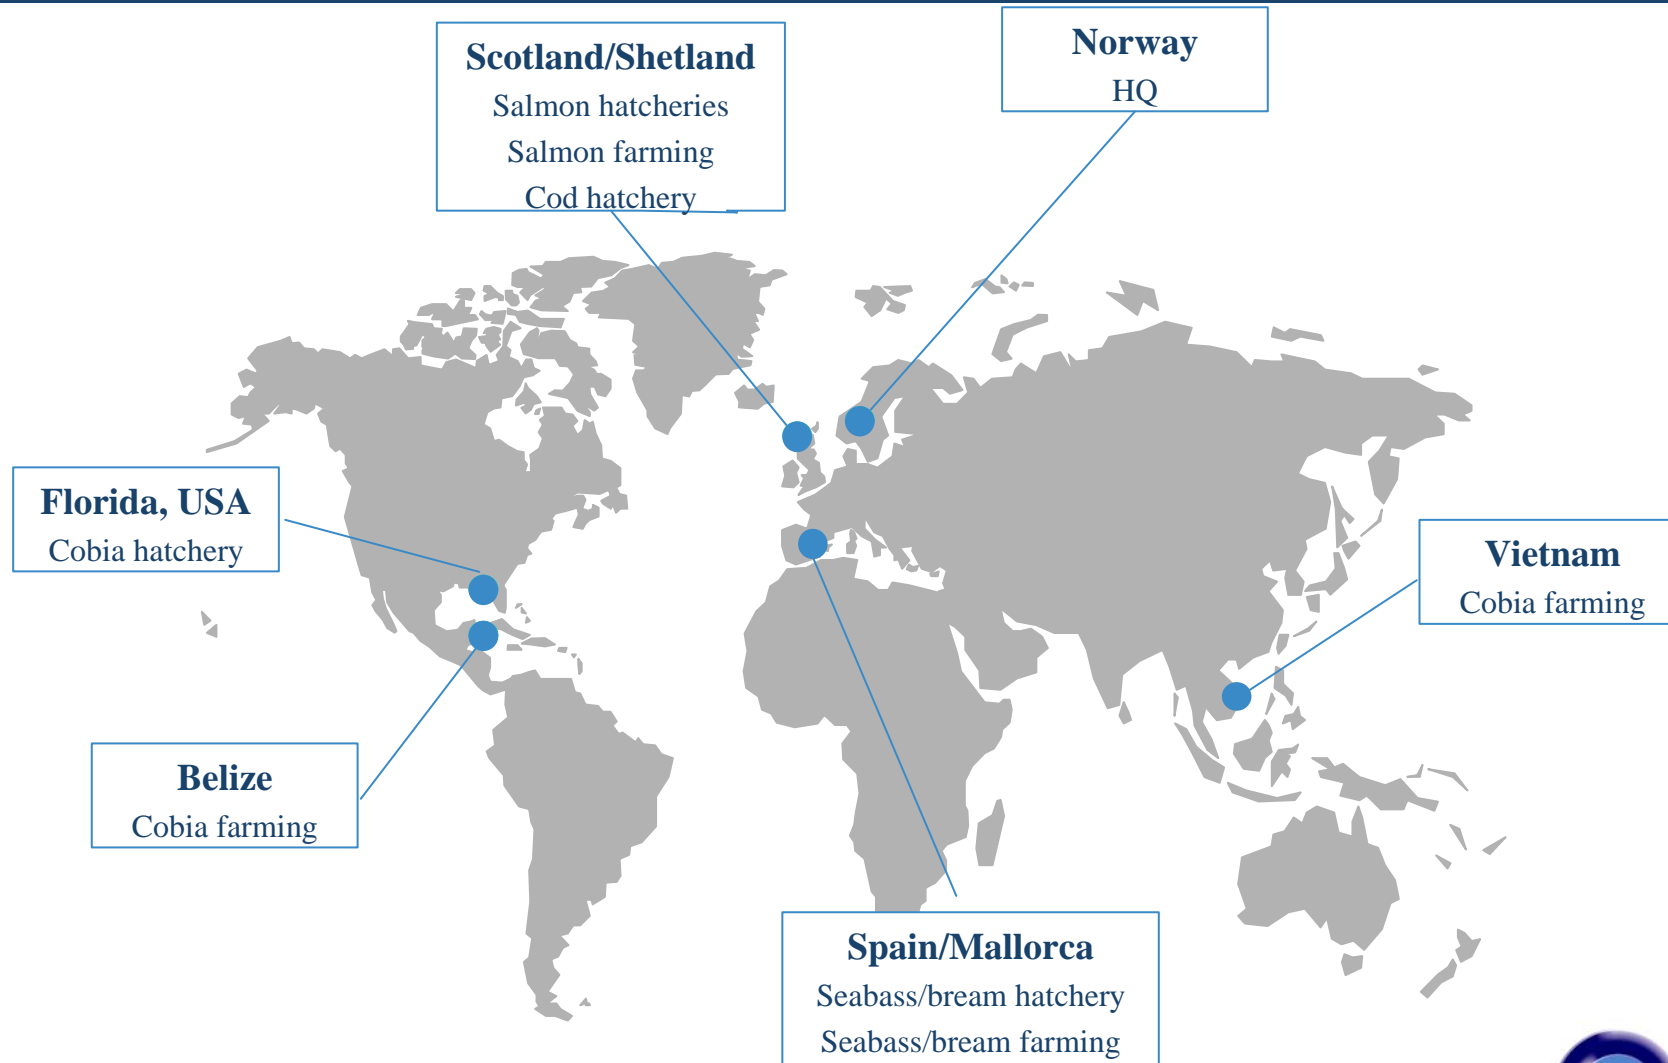 Scotland/Shetland
Salmon hatcheries
Salmon farming
Cod hatchery
Norway
HQ
Florida, USA
Cobia hatchery
Vietnam
Cobia farming
Belize
Cobia farming
Spain/Mallorca
Seabass/bream hatchery
Seabass/bream farming